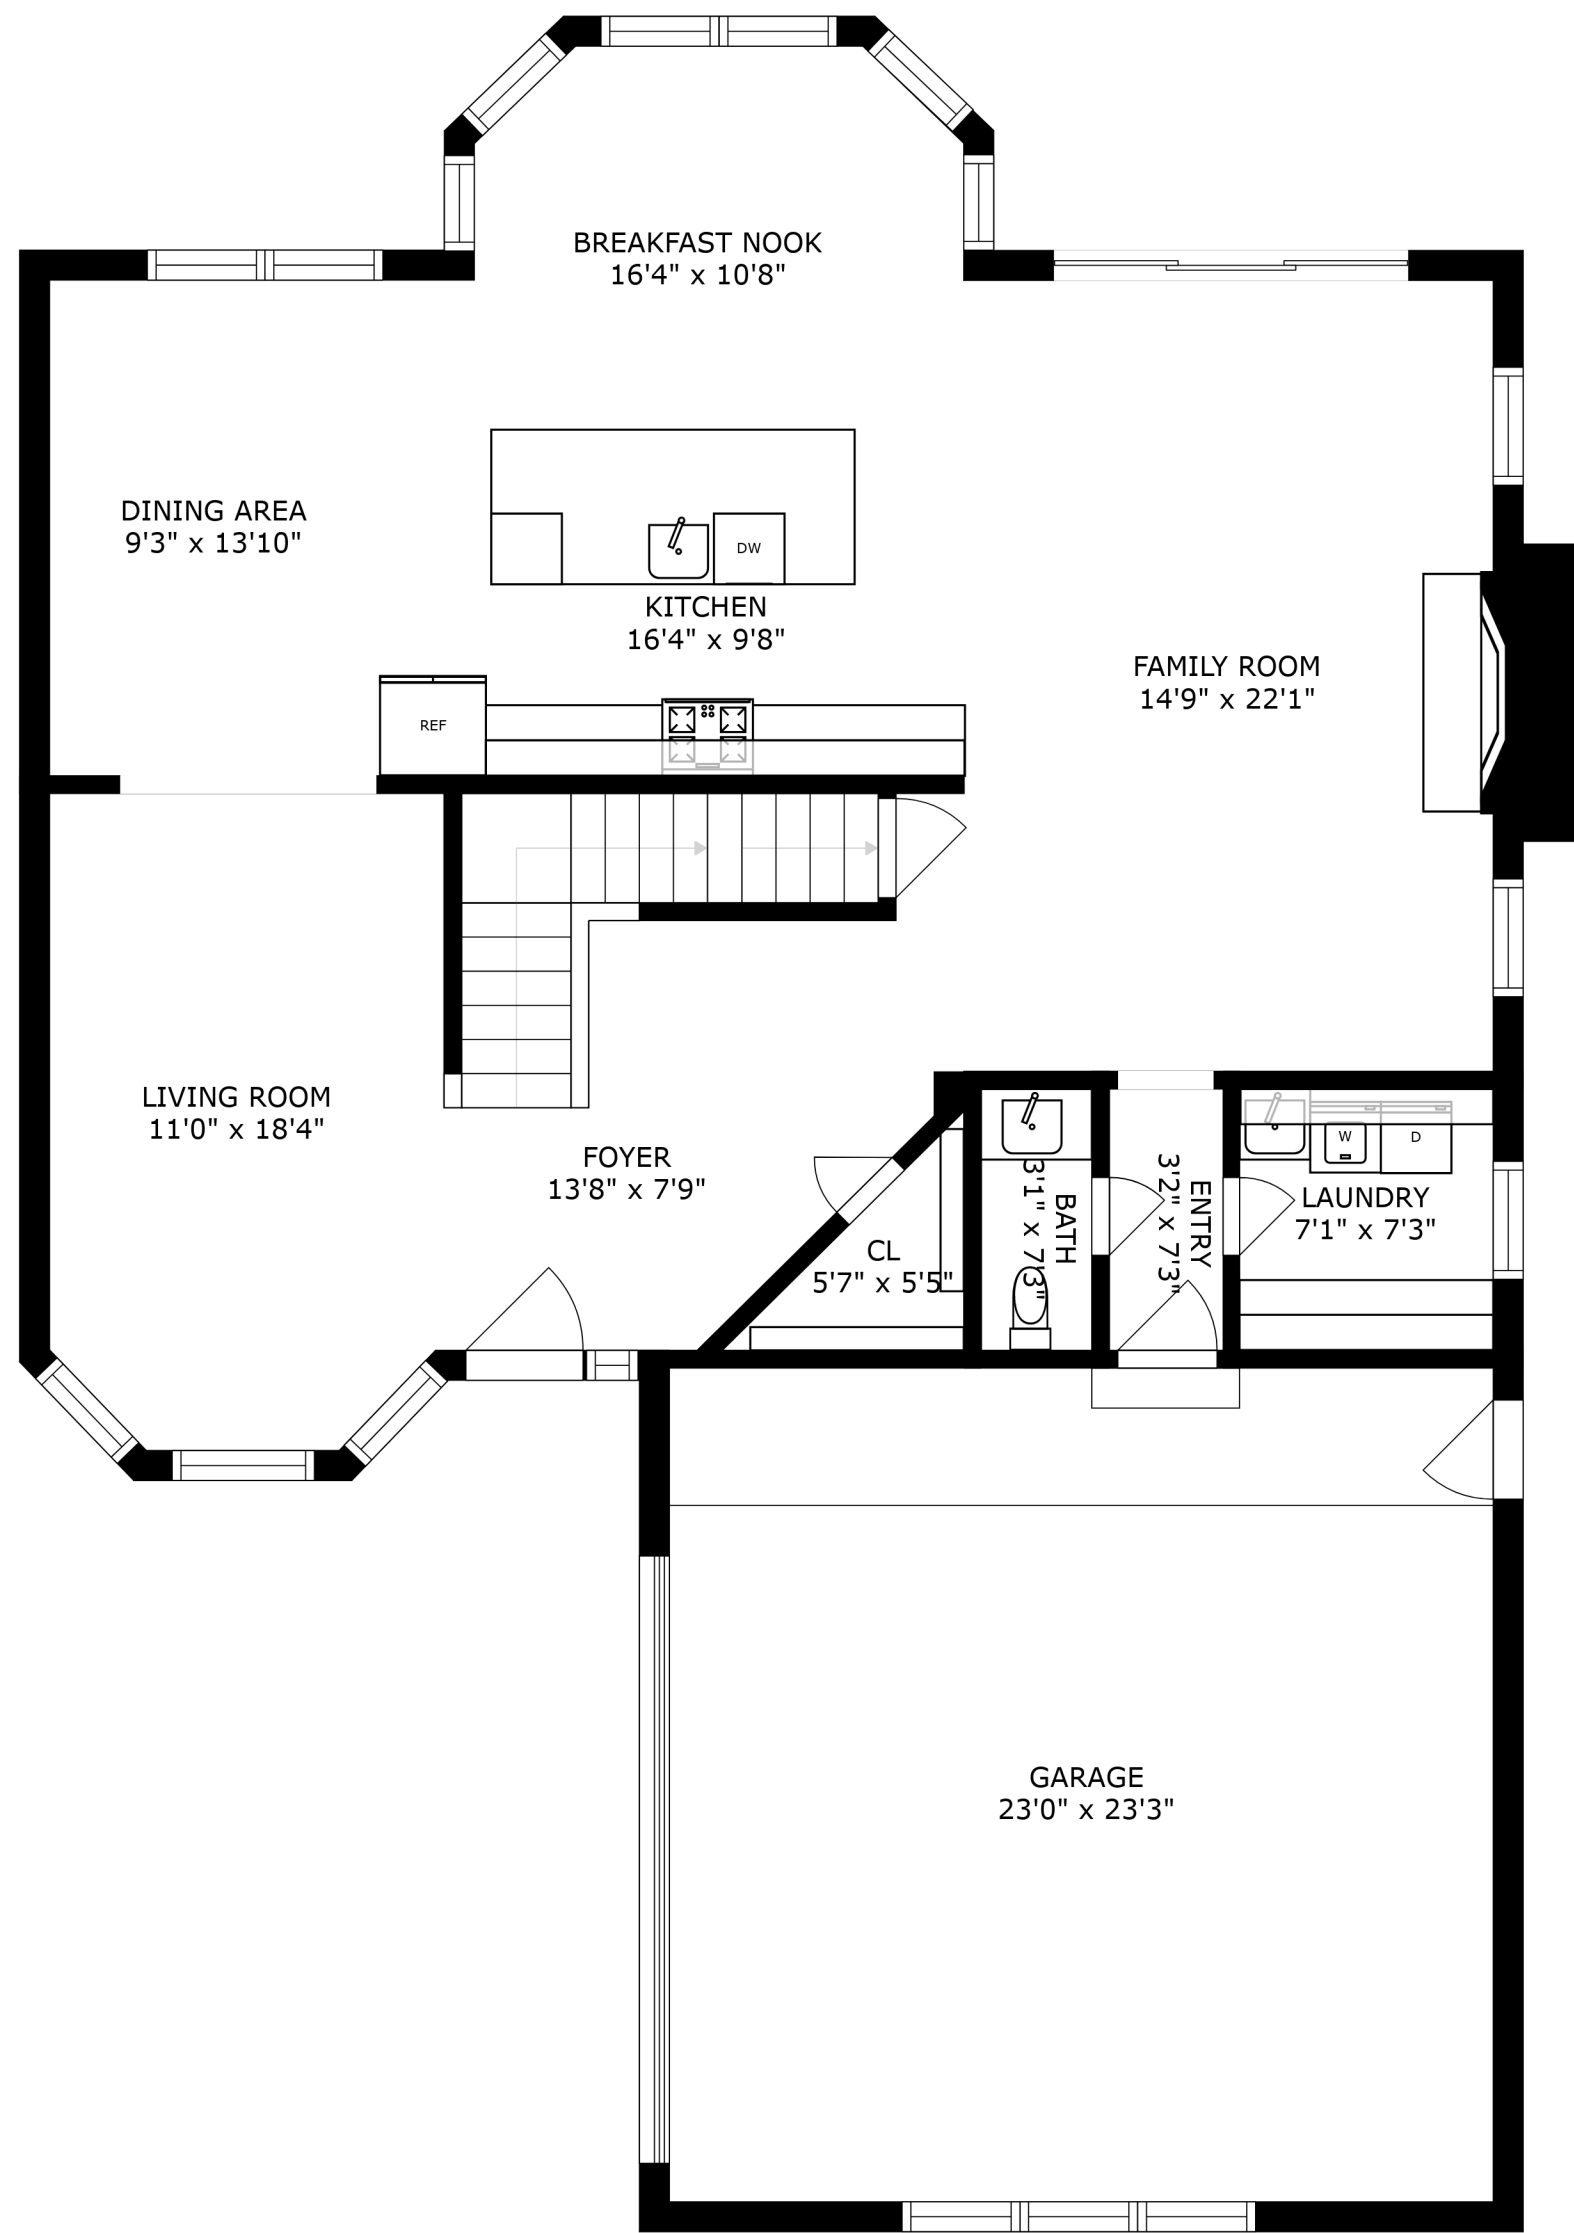 BREAKFAST NOOK
16'4" x 10'8"
DINING AREA
9'3" x 13'10"
DW
KITCHEN
16'4" x 9'8"
FAMILY ROOM
14'9" x 22'1"
REF
LIVING ROOM
11'0" x 18'4"
FOYER
13'8" x 7'9"
CL
5'7" x 5'5"
BATH
3'1" x 7'3"
ENTRY
3'2" x 7'3"
W
D
LAUNDRY
7'1" x 7'3"
GARAGE
23'0" x 23'3"